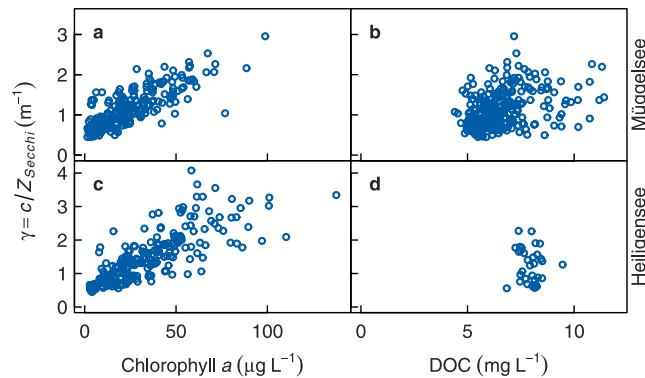 a
b
3
2
1
0
Müggelsee
γ = c/Z_Secchi (m⁻¹)
c
d
4
3
2
1
0
Heiligensee
0 50 100
0 5 10
Chlorophyll a (µg L⁻¹)
DOC (mg L⁻¹)